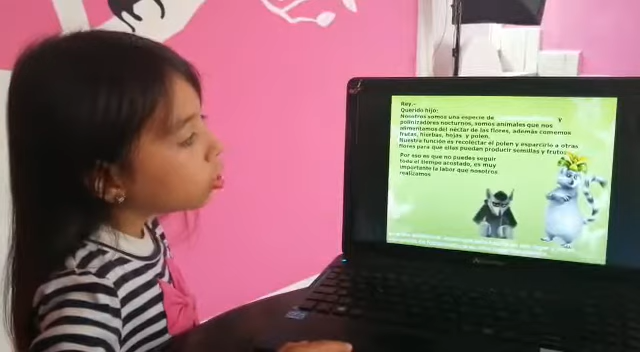 Rey.-
Querido hijo:
Nosotros somos una especie de y
polinizadores nocturnos, somos animales que nos
alimentamos del néctar de las flores, además comemos
frutas, hierbas, hojas y polen.
Nuestra función es recolectar el polen y esparcirlo a otras
flores para que ellas puedan producir semillas y frutos.
Por eso es que no puedes seguir
todo el tiempo acostado, es muy
importante la labor que nosotros
realizamos